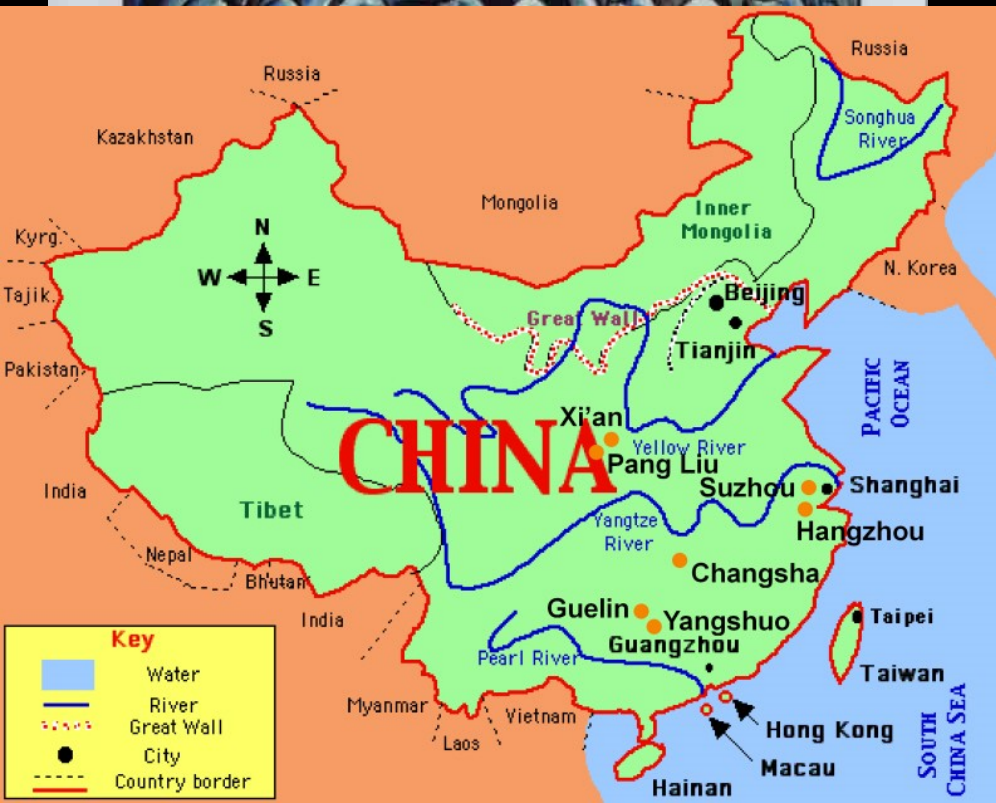 Russia
Russia
Kazakhstan
Songhua
River
Mongolia
Inner
Mongolia
Kyrg.
N
W E
S
N. Korea
Tajik.
Beijing
Great Wall
Tianjin
Pakistan
PACIFIC
OCEAN
Xi'an
CHINA
Yellow River
Pang Liu
Suzhou
Shanghai
India
Tibet
Yangtze
River
Hangzhou
Nepal
Bhutan
Changsha
India
Guelin
Yangshuo
Taipei
Guangzhou
Pearl River
Taiwan
Key
Water
River
Great Wall
City
Country border
Myanmar
Vietnam
Laos
Hong Kong
Macau
Hainan
SOUTH
CHINA SEA